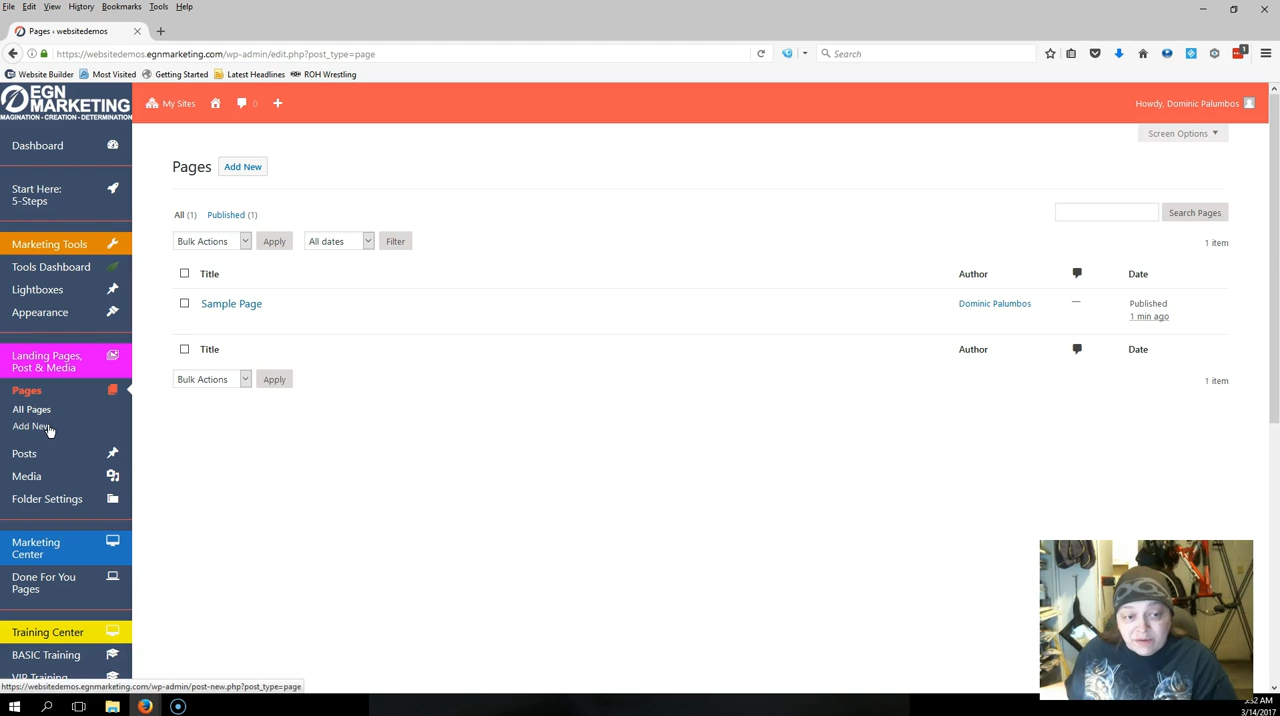 File Edit View History Bookmarks Tools Help
Pages ‹ websitedemos
https://websitedemos.egnmarketing.com/wp-admin/edit.php?post_type=page
Search
1
Website Builder Most Visited Getting Started Latest Headlines ROH Wrestling
EGN
MARKETING
IMAGINATION - CREATION - DETERMINATION
My Sites 0 Howdy, Dominic Palumbos
Screen Options
Dashboard
Start Here:
5-Steps
Marketing Tools
Tools Dashboard
Lightboxes
Appearance
Landing Pages,
Post & Media
Pages
All Pages
Add New
Posts
Media
Folder Settings
Marketing
Center
Done For You
Pages
Training Center
BASIC Training
VIP Training
Pages Add New
All (1) Published (1)
Search Pages
Bulk Actions Apply All dates Filter
1 item
Title Author Date
Sample Page Dominic Palumbos — Published
1 min ago
Title Author Date
Bulk Actions Apply
1 item
https://websitedemos.egnmarketing.com/wp-admin/post-new.php?post_type=page
3/14/2017